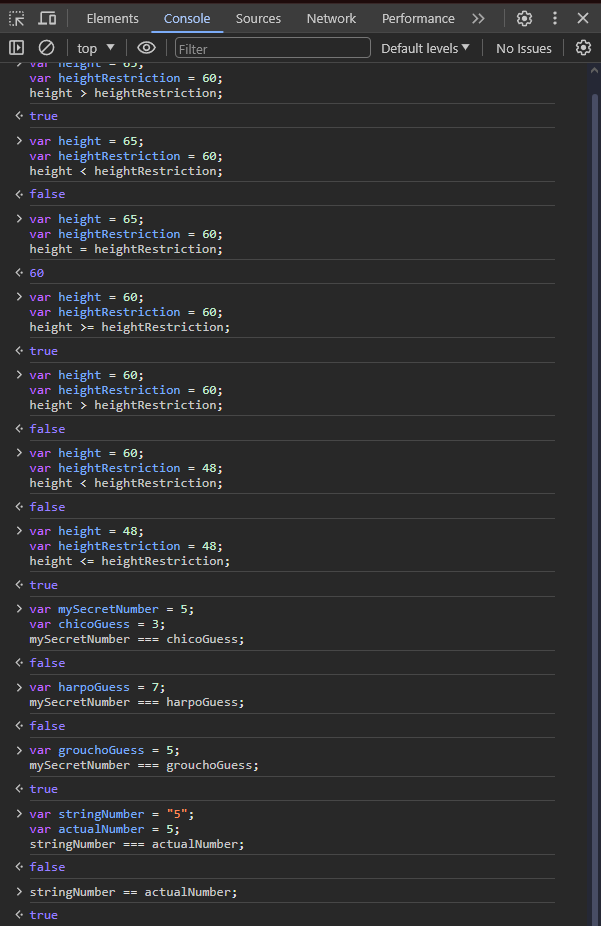 Elements Console Sources Network Performance
top Filter Default levels No Issues
var height = 65;
var heightRestriction = 60;
height > heightRestriction;
true
var height = 65;
var heightRestriction = 60;
height < heightRestriction;
false
var height = 65;
var heightRestriction = 60;
height = heightRestriction;
60
var height = 60;
var heightRestriction = 60;
height >= heightRestriction;
true
var height = 60;
var heightRestriction = 60;
height > heightRestriction;
false
var height = 60;
var heightRestriction = 48;
height < heightRestriction;
false
var height = 48;
var heightRestriction = 48;
height <= heightRestriction;
true
var mySecretNumber = 5;
var chicoGuess = 3;
mySecretNumber === chicoGuess;
false
var harpoGuess = 7;
mySecretNumber === harpoGuess;
false
var grouchoGuess = 5;
mySecretNumber === grouchoGuess;
true
var stringNumber = "5";
var actualNumber = 5;
stringNumber === actualNumber;
false
stringNumber == actualNumber;
true